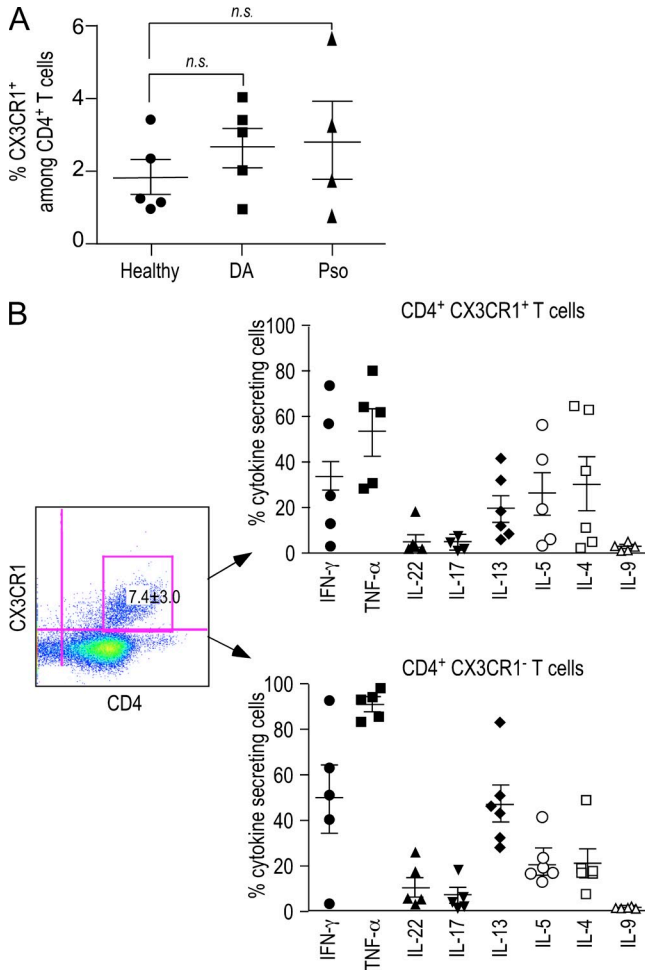 A
6
4
2
0
% CX3CR1+
among CD4+ T cells
n.s.
n.s.
Healthy DA Pso
B
CX3CR1
7.4±3.0
CD4
CD4+ CX3CR1+ T cells
% cytokine secreting cells
100
80
60
40
20
0
IFN-γ TNF-α IL-22 IL-17 IL-13 IL-5 IL-4 IL-9
CD4+ CX3CR1- T cells
% cytokine secreting cells
100
80
60
40
20
0
IFN-γ TNF-α IL-22 IL-17 IL-13 IL-5 IL-4 IL-9